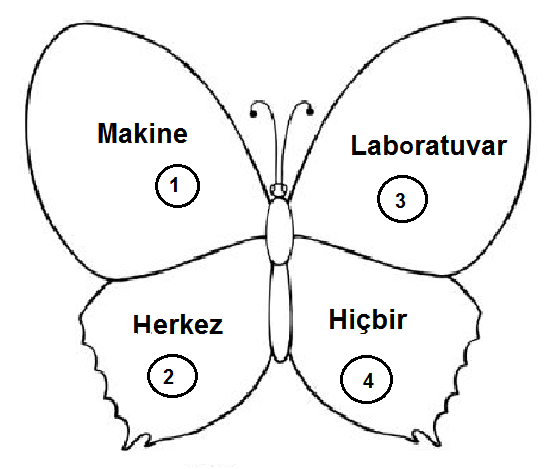 Makine
1
Herkez
2
Laboratuvar
3
Hiçbir
4